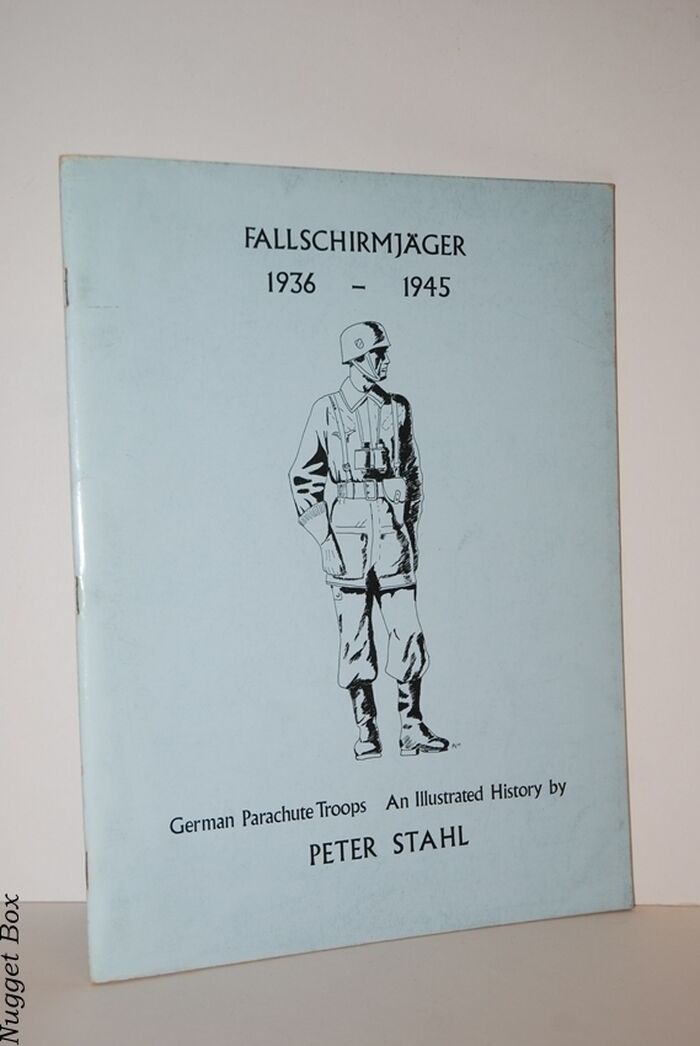 FALLSCHIRMJÄGER
1936 – 1945
German Parachute Troops An Illustrated History by
PETER STAHL
Nugget Box